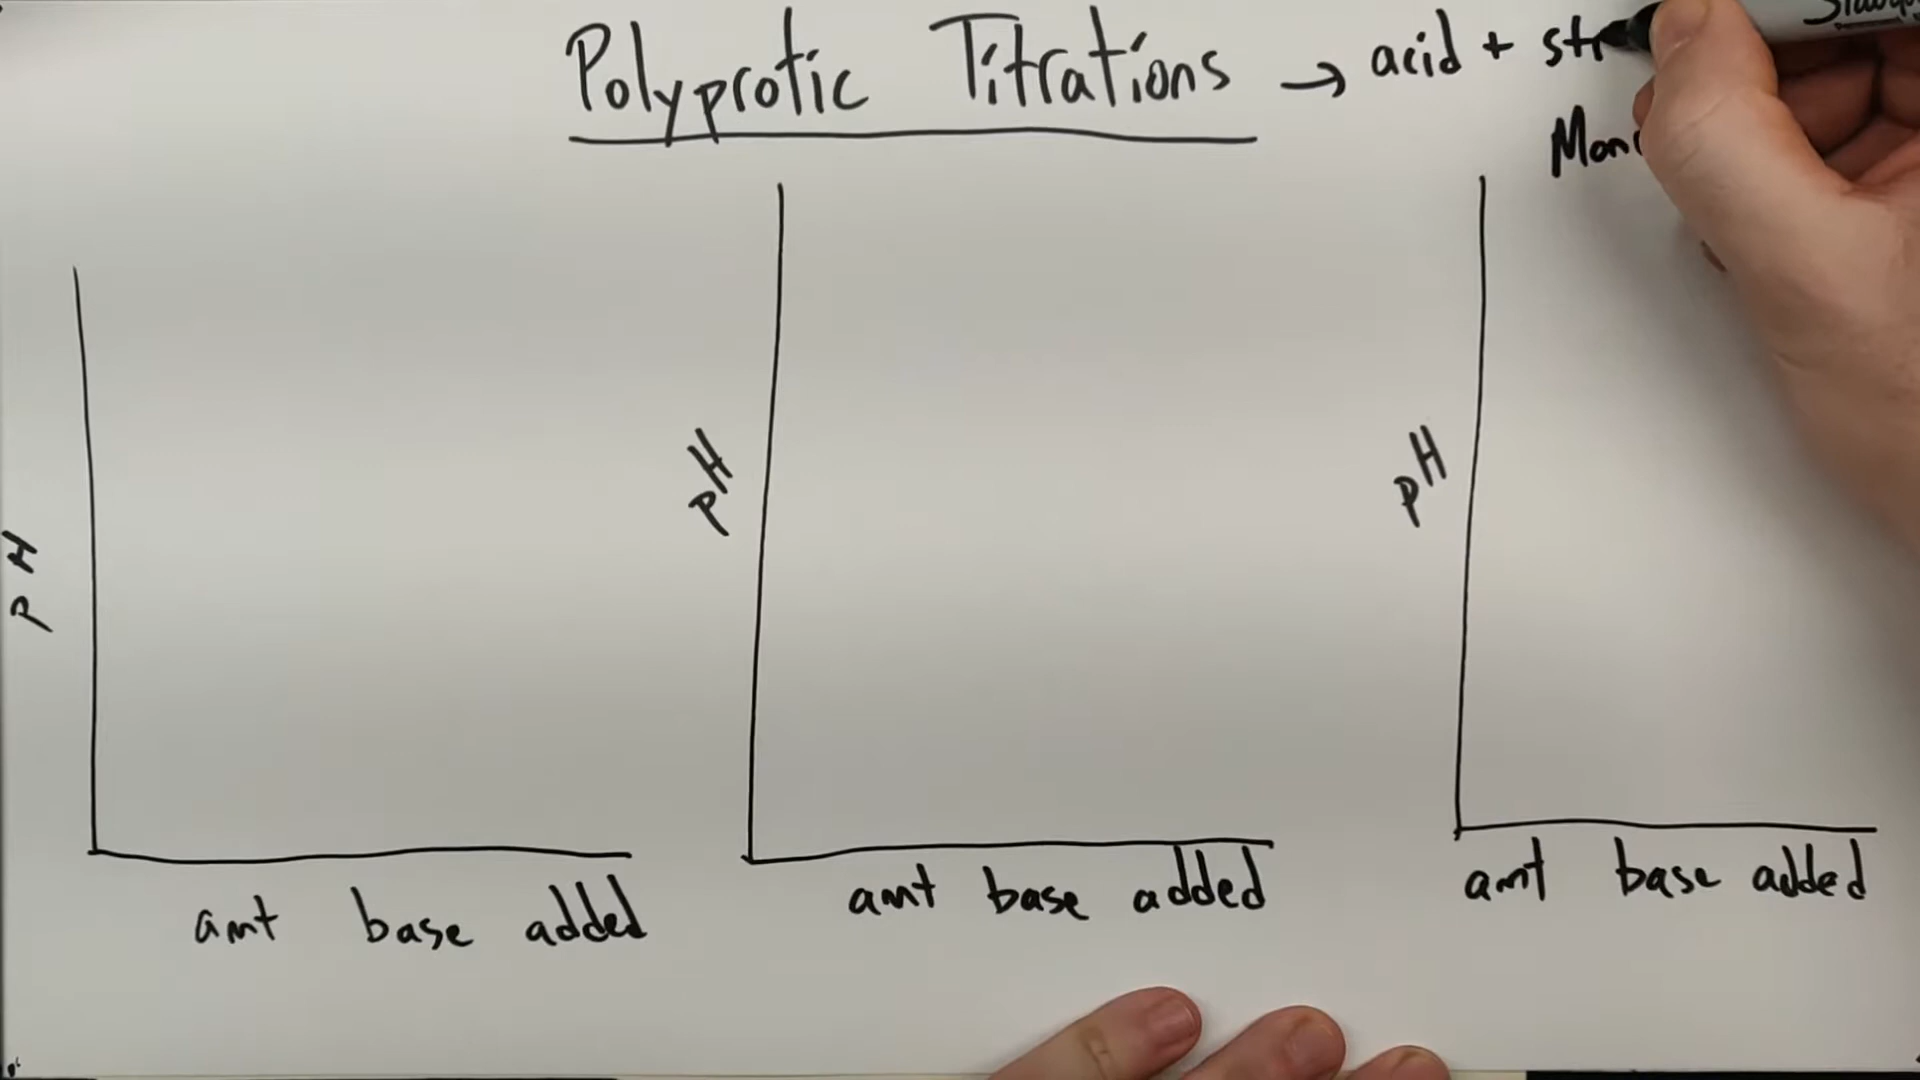 Polyprotic Titrations → acid + str
Mon
pH
pH
pH
amt base added
amt base added
amt base added